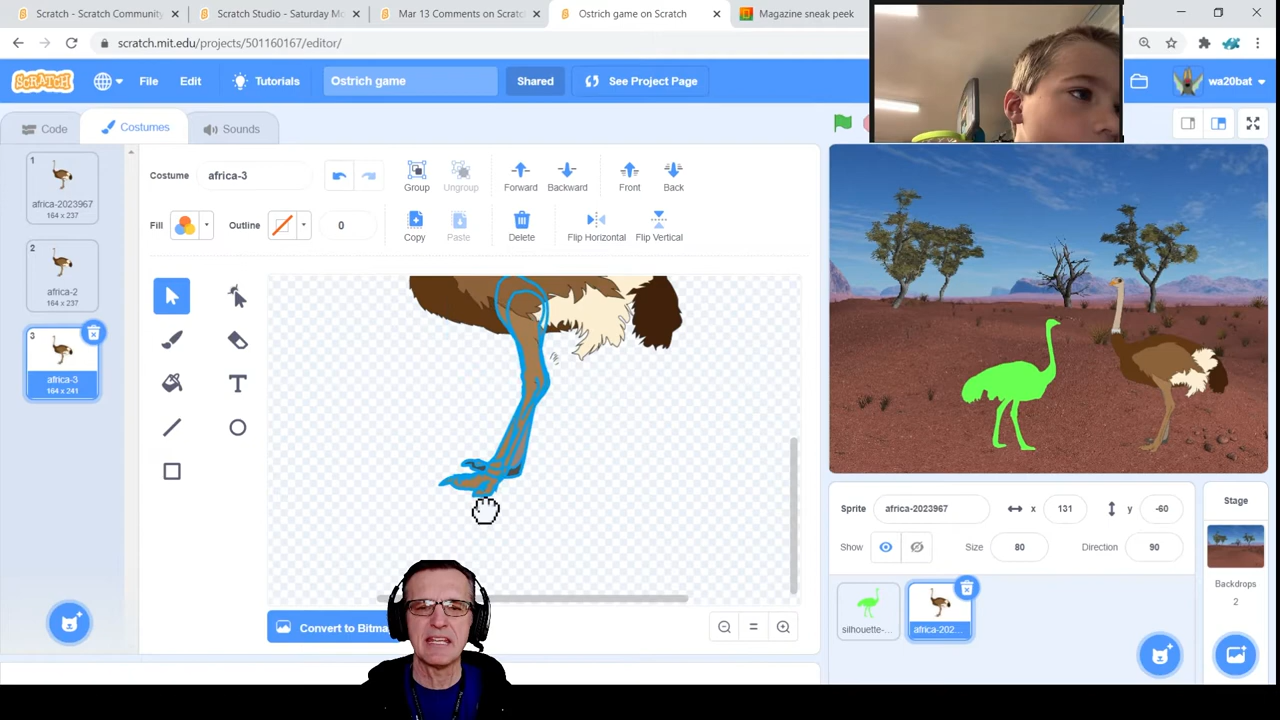 Scratch - Scratch Community
Scratch Studio - Saturday Mo
Mar 13 Comments on Scratc
Ostrich game on Scratch
Magazine sneak peek
scratch.mit.edu/projects/501160167/editor/
SCRATCH
File
Edit
Tutorials
Ostrich game
Shared
See Project Page
wa20bat
Code
Costumes
Sounds
1
africa-2023967
164 x 237
2
africa-2
164 x 237
3
africa-3
164 x 241
Costume
africa-3
Group
Ungroup
Forward
Backward
Front
Back
Fill
Outline
0
Copy
Paste
Delete
Flip Horizontal
Flip Vertical
T
Convert to Bitma
Sprite
africa-2023967
x
131
y
-60
Show
Size
80
Direction
90
silhouette-...
africa-202...
Stage
Backdrops
2